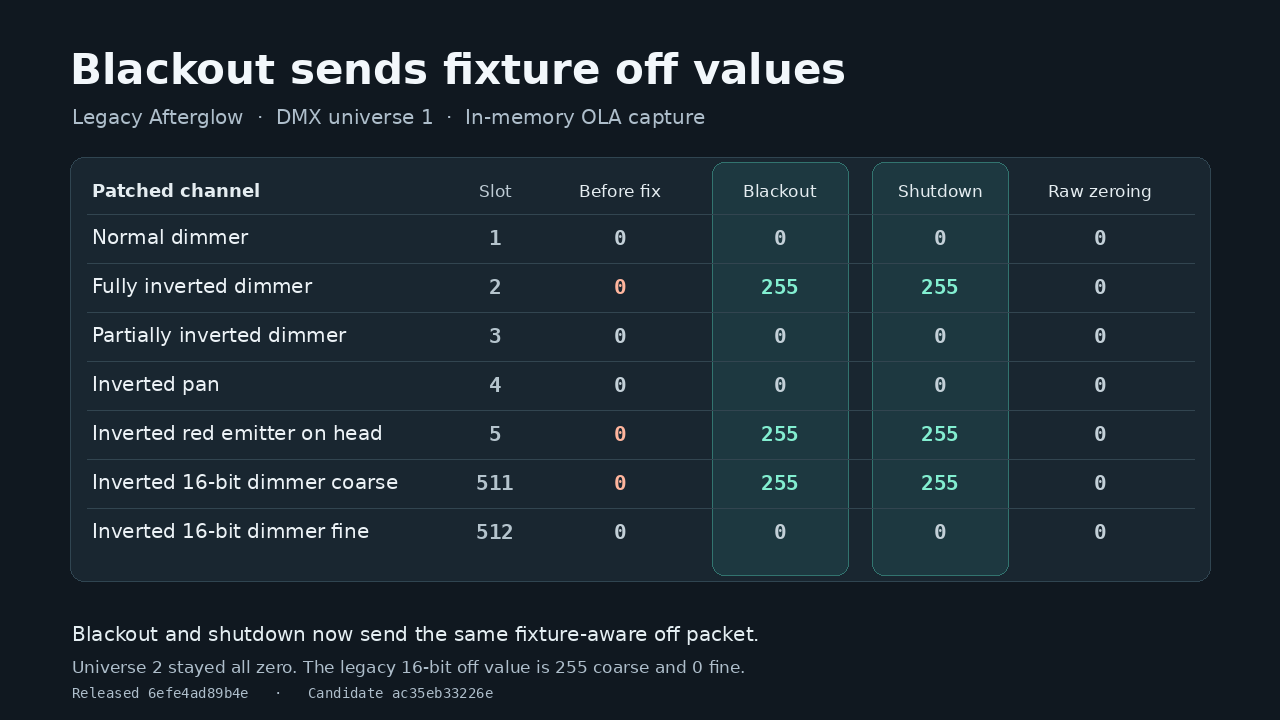 Blackout sends fixture off values
Legacy Afterglow · DMX universe 1 · In-memory OLA capture
Patched channel Slot Before fix Blackout Shutdown Raw zeroing
Normal dimmer 1 0 0 0 0
Fully inverted dimmer 2 0 255 255 0
Partially inverted dimmer 3 0 0 0 0
Inverted pan 4 0 0 0 0
Inverted red emitter on head 5 0 255 255 0
Inverted 16-bit dimmer coarse 511 0 255 255 0
Inverted 16-bit dimmer fine 512 0 0 0 0
Blackout and shutdown now send the same fixture-aware off packet.
Universe 2 stayed all zero. The legacy 16-bit off value is 255 coarse and 0 fine.
Released 6efe4ad89b4e · Candidate ac35eb33226e